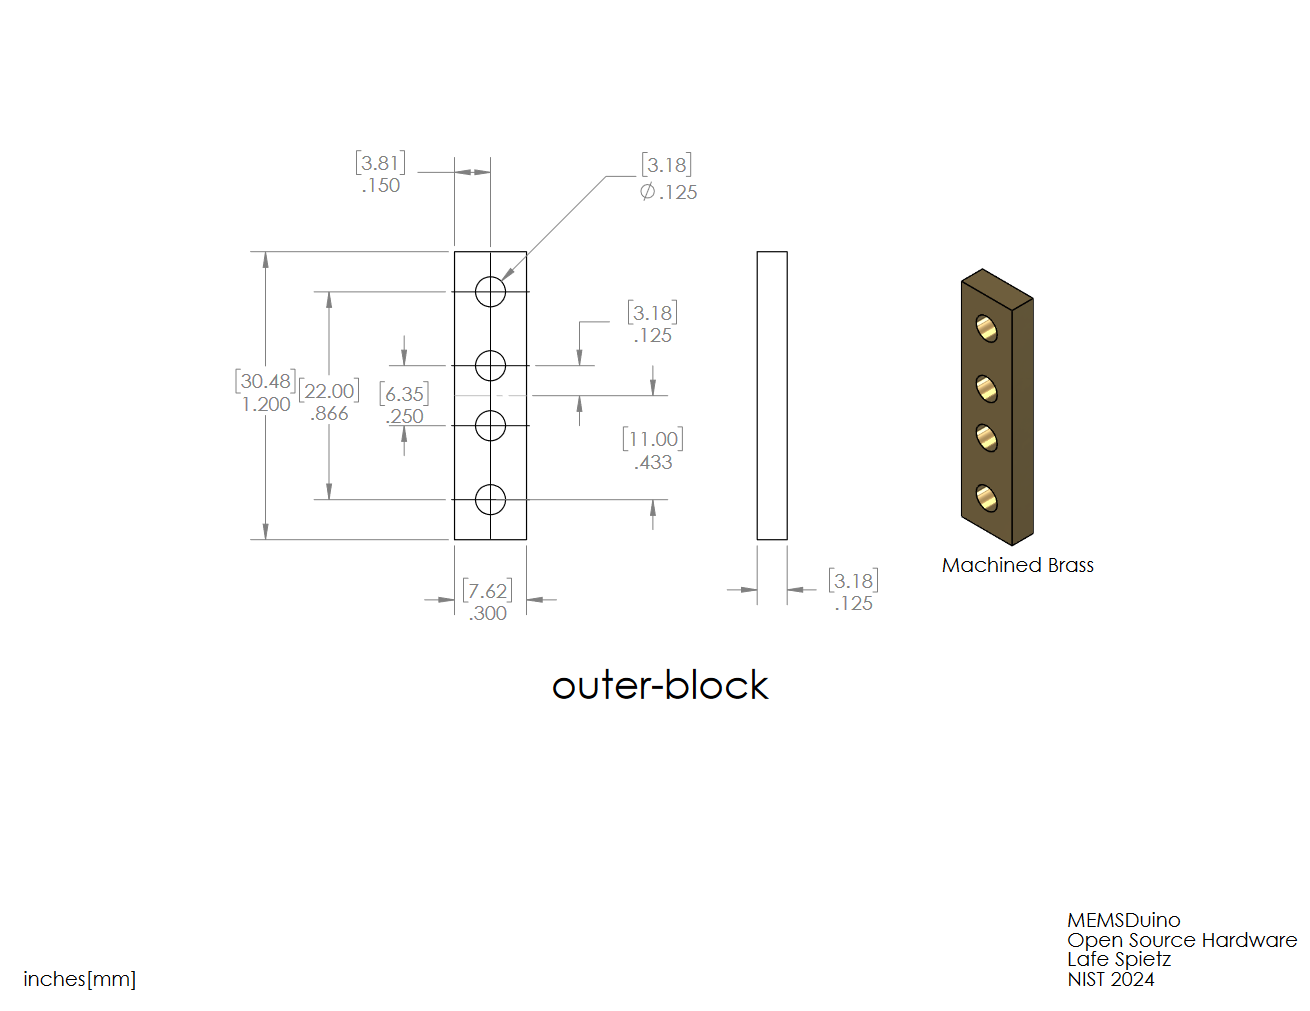 [3.81]
.150
[3.18]
∅.125
[3.18]
.125
[30.48]
1.200
[22.00]
.866
[6.35]
.250
[11.00]
.433
Machined Brass
[7.62]
.300
[3.18]
.125
outer-block
MEMSDuino
Open Source Hardware
Lafe Spietz
NIST 2024
inches[mm]